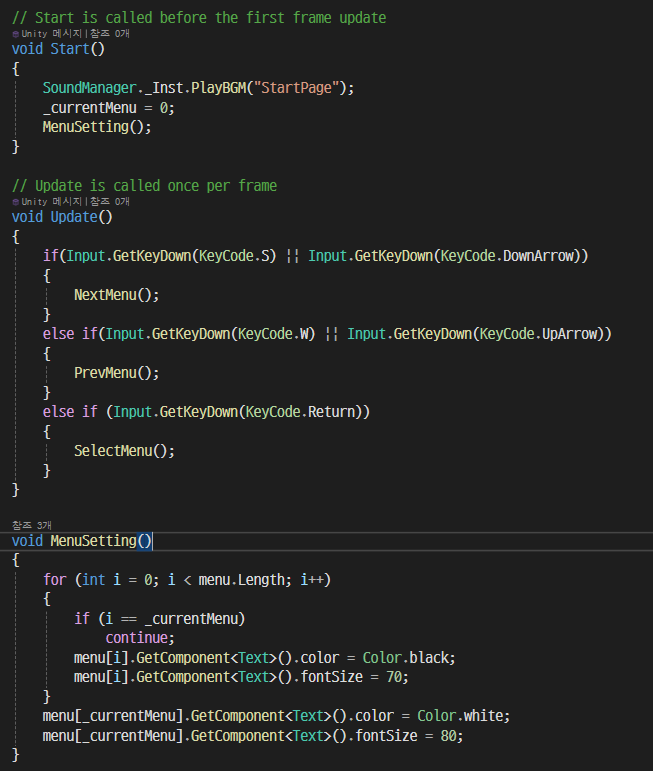 // Start is called before the first frame update
Unity 메시지 | 참조 0개
void Start()
{
SoundManager._Inst.PlayBGM("StartPage");
_currentMenu = 0;
MenuSetting();
}
// Update is called once per frame
Unity 메시지 | 참조 0개
void Update()
{
if(Input.GetKeyDown(KeyCode.S) || Input.GetKeyDown(KeyCode.DownArrow))
{
NextMenu();
}
else if(Input.GetKeyDown(KeyCode.W) || Input.GetKeyDown(KeyCode.UpArrow))
{
PrevMenu();
}
else if (Input.GetKeyDown(KeyCode.Return))
{
SelectMenu();
}
}
참조 3개
void MenuSetting()
{
for (int i = 0; i < menu.Length; i++)
{
if (i == _currentMenu)
continue;
menu[i].GetComponent<Text>().color = Color.black;
menu[i].GetComponent<Text>().fontSize = 70;
}
menu[_currentMenu].GetComponent<Text>().color = Color.white;
menu[_currentMenu].GetComponent<Text>().fontSize = 80;
}